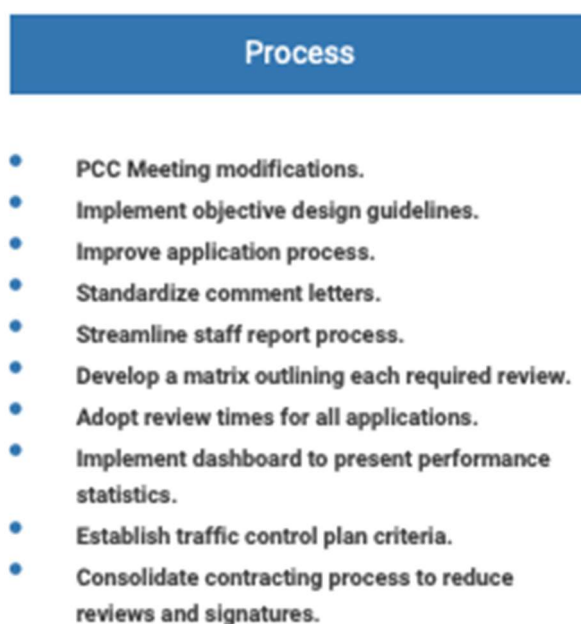 Process
PCC Meeting modifications.
Implement objective design guidelines.
Improve application process.
Standardize comment letters.
Streamline staff report process.
Develop a matrix outlining each required review.
Adopt review times for all applications.
Implement dashboard to present performance
statistics.
Establish traffic control plan criteria.
Consolidate contracting process to reduce
reviews and signatures.